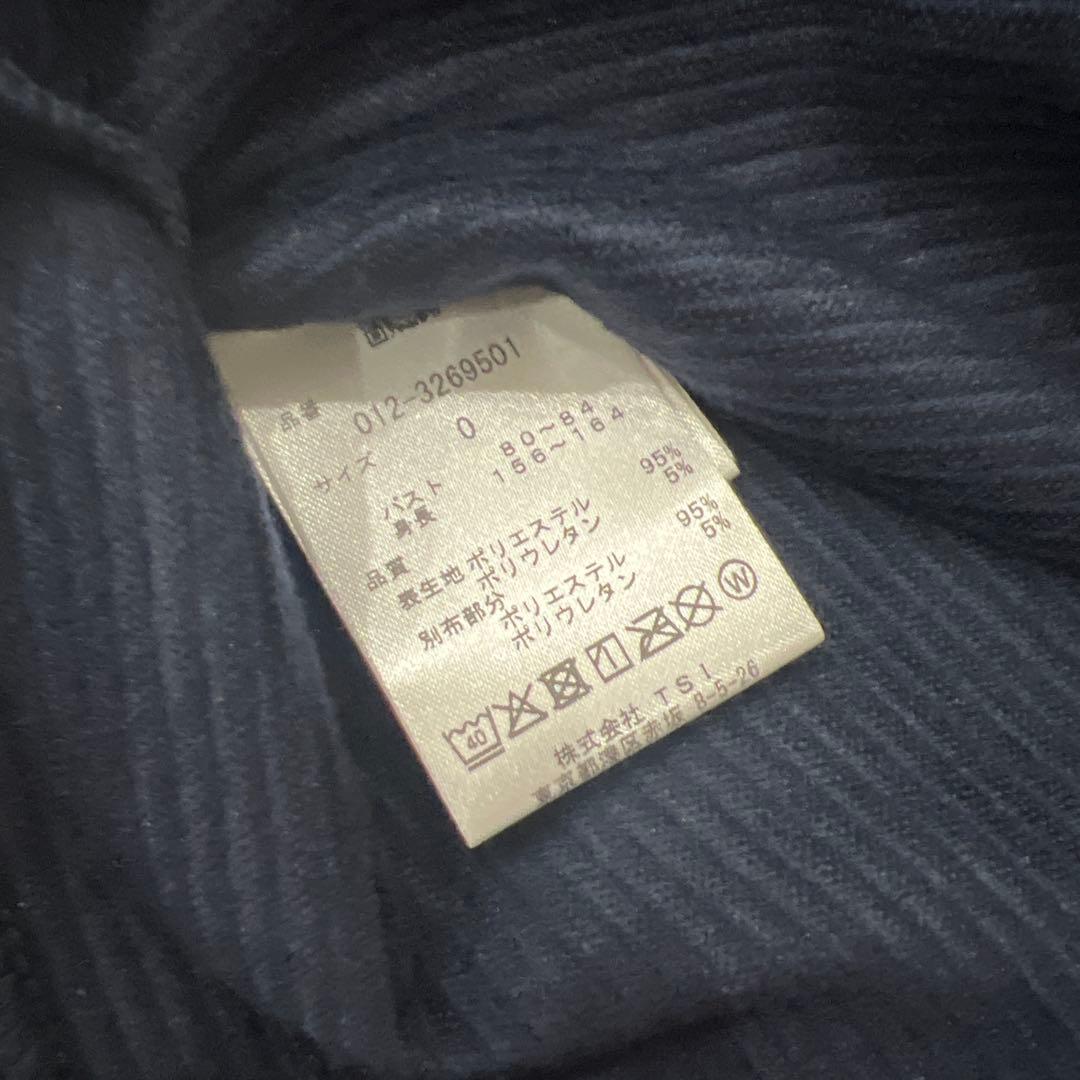 品番 012-3269501
サイズ 0
バスト 80~84
身長 156~164
品質
表生地 ポリエステル 95%
ポリウレタン 5%
別布部分 ポリエステル 95%
ポリウレタン 5%
40 W
株式会社 TSI
東京都港区赤坂 8-5-26